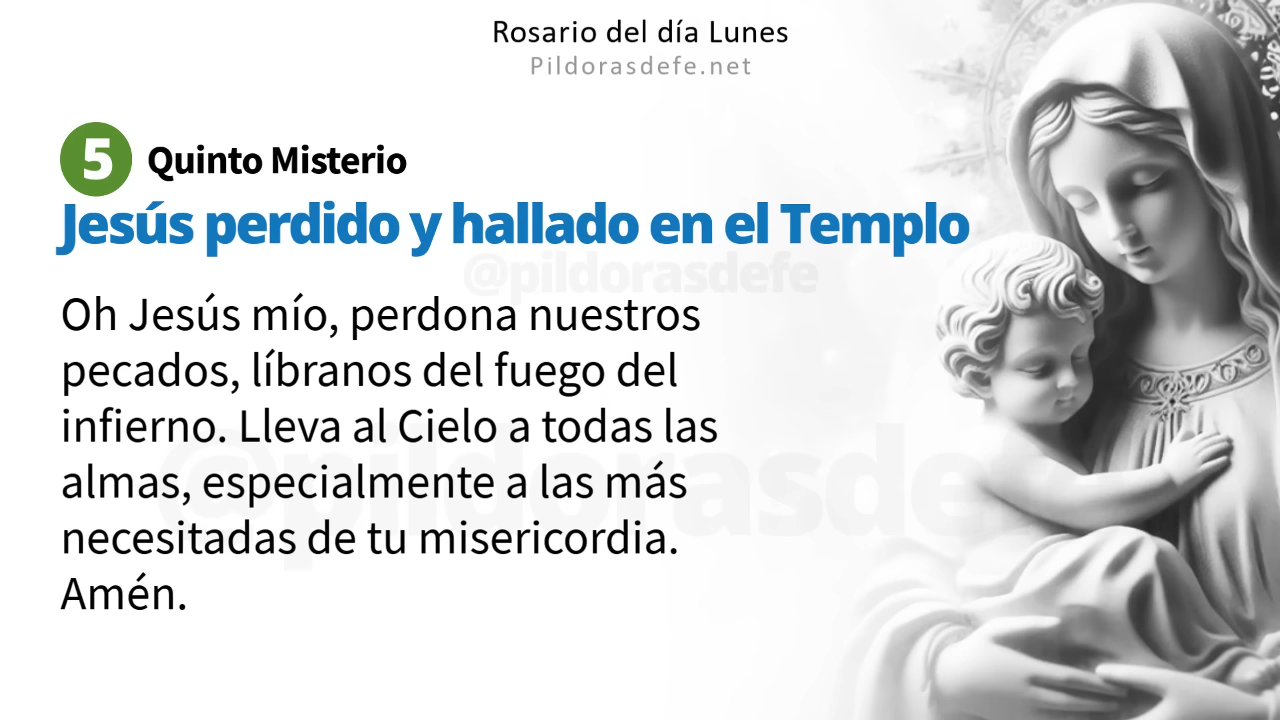 Rosario del día Lunes
Pildorasdefe.net
5 Quinto Misterio
Jesús perdido y hallado en el Templo
@pildorasdefe
Oh Jesús mío, perdona nuestros
pecados, líbranos del fuego del
infierno. Lleva al Cielo a todas las
almas, especialmente a las más
@pildorasdefe
necesitadas de tu misericordia.
Amén.